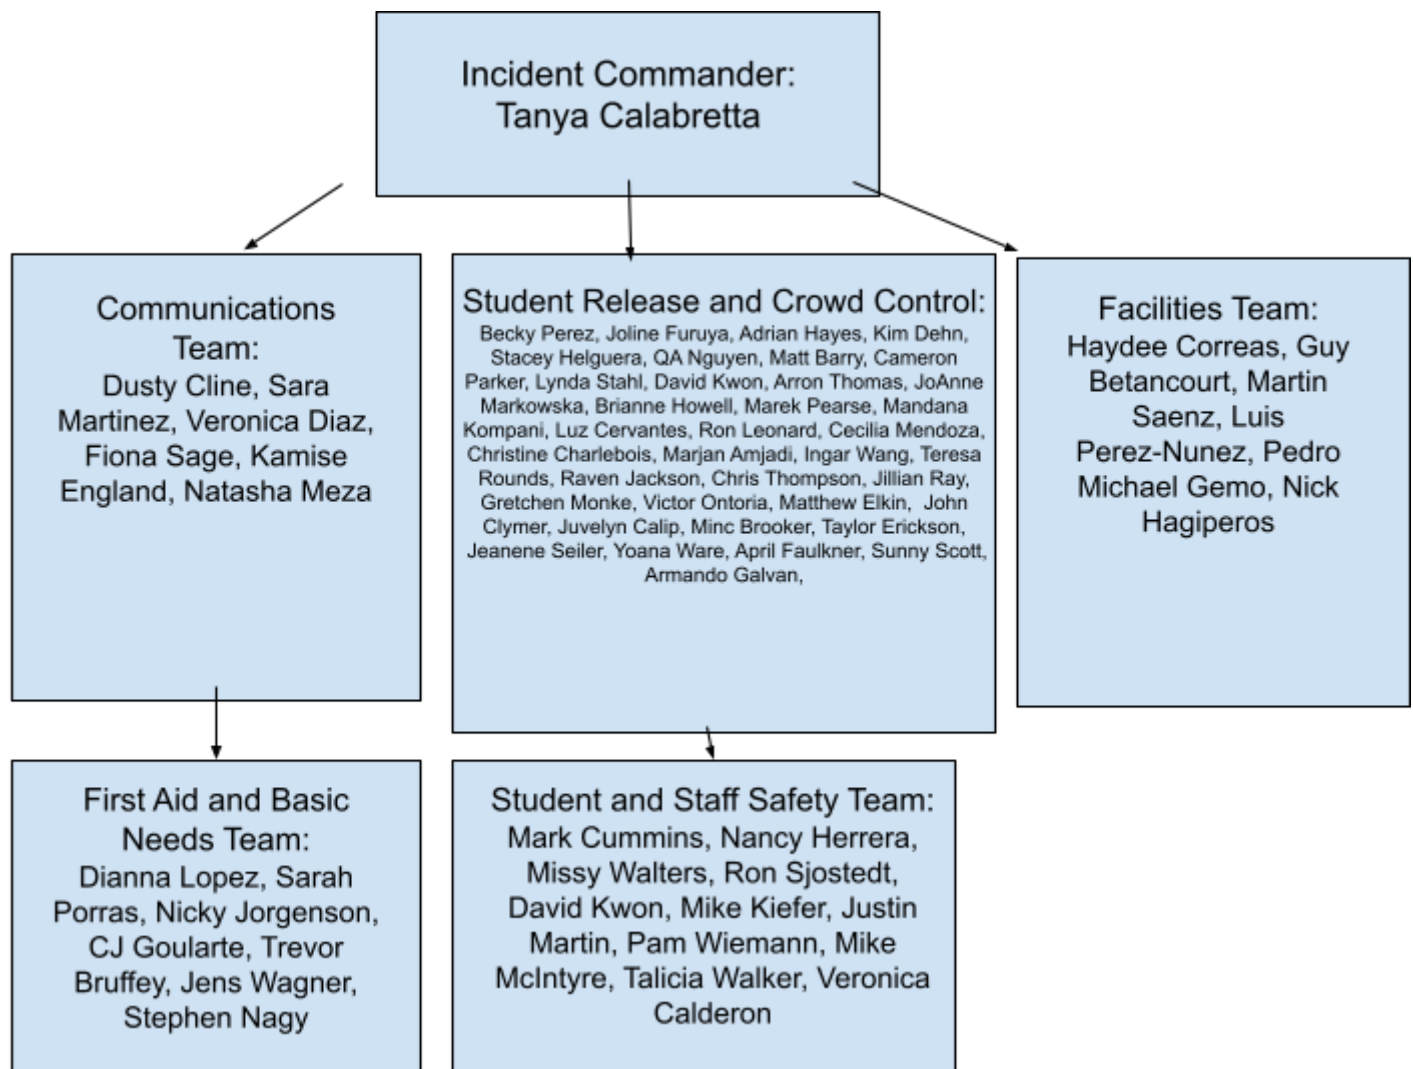 Incident Commander:
Tanya Calabretta
Communications
Team:
Dusty Cline, Sara
Martinez, Veronica Diaz,
Fiona Sage, Kamise
England, Natasha Meza
Student Release and Crowd Control:
Becky Perez, Joline Furuya, Adrian Hayes, Kim Dehn,
Stacey Helguera, QA Nguyen, Matt Barry, Cameron
Parker, Lynda Stahl, David Kwon, Arron Thomas, JoAnne
Markowska, Brianne Howell, Marek Pearse, Mandana
Kompani, Luz Cervantes, Ron Leonard, Cecilia Mendoza,
Christine Charlebois, Marjan Amjadi, Ingar Wang, Teresa
Rounds, Raven Jackson, Chris Thompson, Jillian Ray,
Gretchen Monke, Victor Ontoria, Matthew Elkin, John
Clymer, Juvelyn Calip, Minc Brooker, Taylor Erickson,
Jeanene Seiler, Yoana Ware, April Faulkner, Sunny Scott,
Armando Galvan,
Facilities Team:
Haydee Correas, Guy
Betancourt, Martin
Saenz, Luis
Perez-Nunez, Pedro
Michael Gemo, Nick
Hagiperos
First Aid and Basic
Needs Team:
Dianna Lopez, Sarah
Porras, Nicky Jorgenson,
CJ Goularte, Trevor
Bruffey, Jens Wagner,
Stephen Nagy
Student and Staff Safety Team:
Mark Cummins, Nancy Herrera,
Missy Walters, Ron Sjostedt,
David Kwon, Mike Kiefer, Justin
Martin, Pam Wiemann, Mike
McIntyre, Talicia Walker, Veronica
Calderon